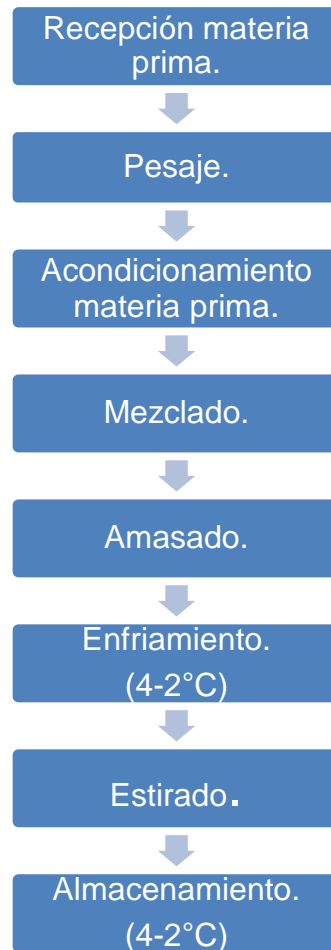 Recepción materia
prima.
Pesaje.
Acondicionamiento
materia prima.
Mezclado.
Amasado.
Enfriamiento.
(4-2°C)
Estirado.
Almacenamiento.
(4-2°C)